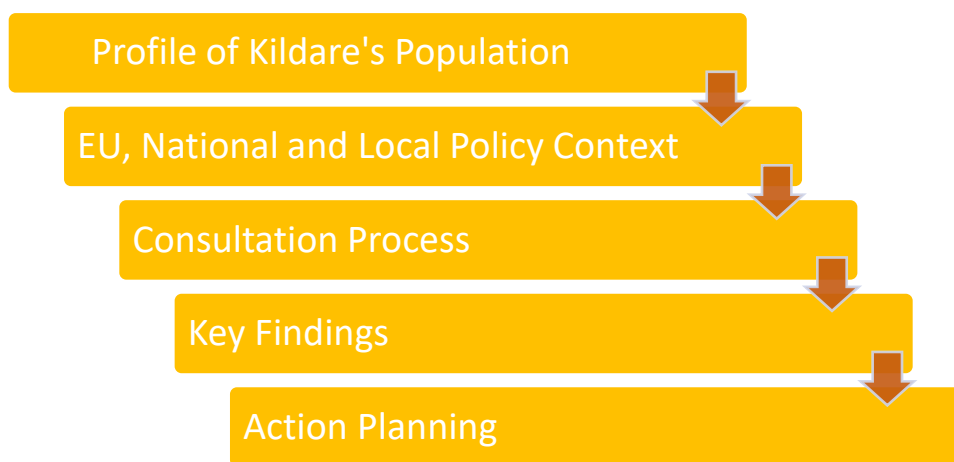 Profile of Kildare's Population
EU, National and Local Policy Context
Consultation Process
Key Findings
Action Planning